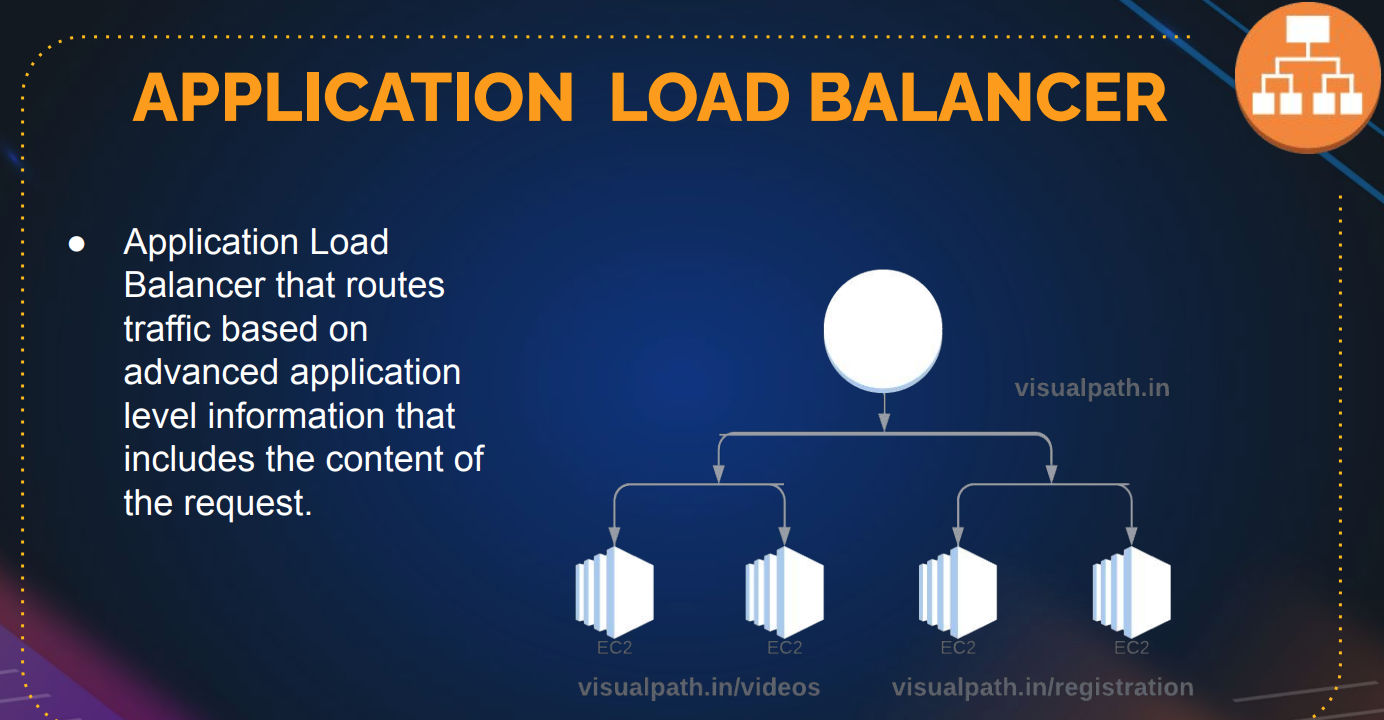 APPLICATION  LOAD BALANCER
● Application Load
Balancer that routes
traffic based on
advanced application
level information that
includes the content of
the request.
visualpath.in
EC2 EC2 EC2 EC2
visualpath.in/videos visualpath.in/registration